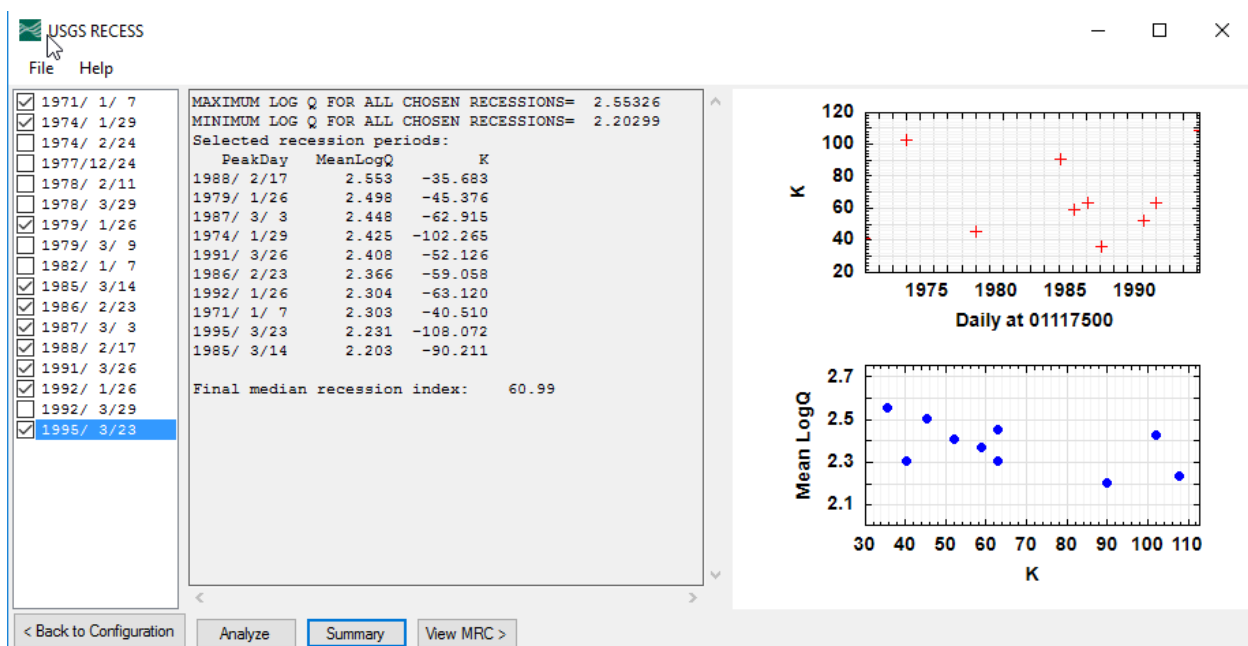 USGS RECESS
File Help
1971/ 1/ 7
1974/ 1/29
1974/ 2/24
1977/12/24
1978/ 2/11
1978/ 3/29
1979/ 1/26
1979/ 3/ 9
1982/ 1/ 7
1985/ 3/14
1986/ 2/23
1987/ 3/ 3
1988/ 2/17
1991/ 3/26
1992/ 1/26
1992/ 3/29
1995/ 3/23
MAXIMUM LOG Q FOR ALL CHOSEN RECESSIONS= 2.55326
MINIMUM LOG Q FOR ALL CHOSEN RECESSIONS= 2.20299
Selected recession periods:
PeakDay MeanLogQ K
1988/ 2/17 2.553 -35.683
1979/ 1/26 2.498 -45.376
1987/ 3/ 3 2.448 -62.915
1974/ 1/29 2.425 -102.265
1991/ 3/26 2.408 -52.126
1986/ 2/23 2.366 -59.058
1992/ 1/26 2.304 -63.120
1971/ 1/ 7 2.303 -40.510
1995/ 3/23 2.231 -108.072
1985/ 3/14 2.203 -90.211
Final median recession index: 60.99
120
100
80
60
40
20
K
1975 1980 1985 1990
Daily at 01117500
2.7
2.5
2.3
2.1
Mean LogQ
30 40 50 60 70 80 90 100 110
K
< Back to Configuration Analyze Summary View MRC >